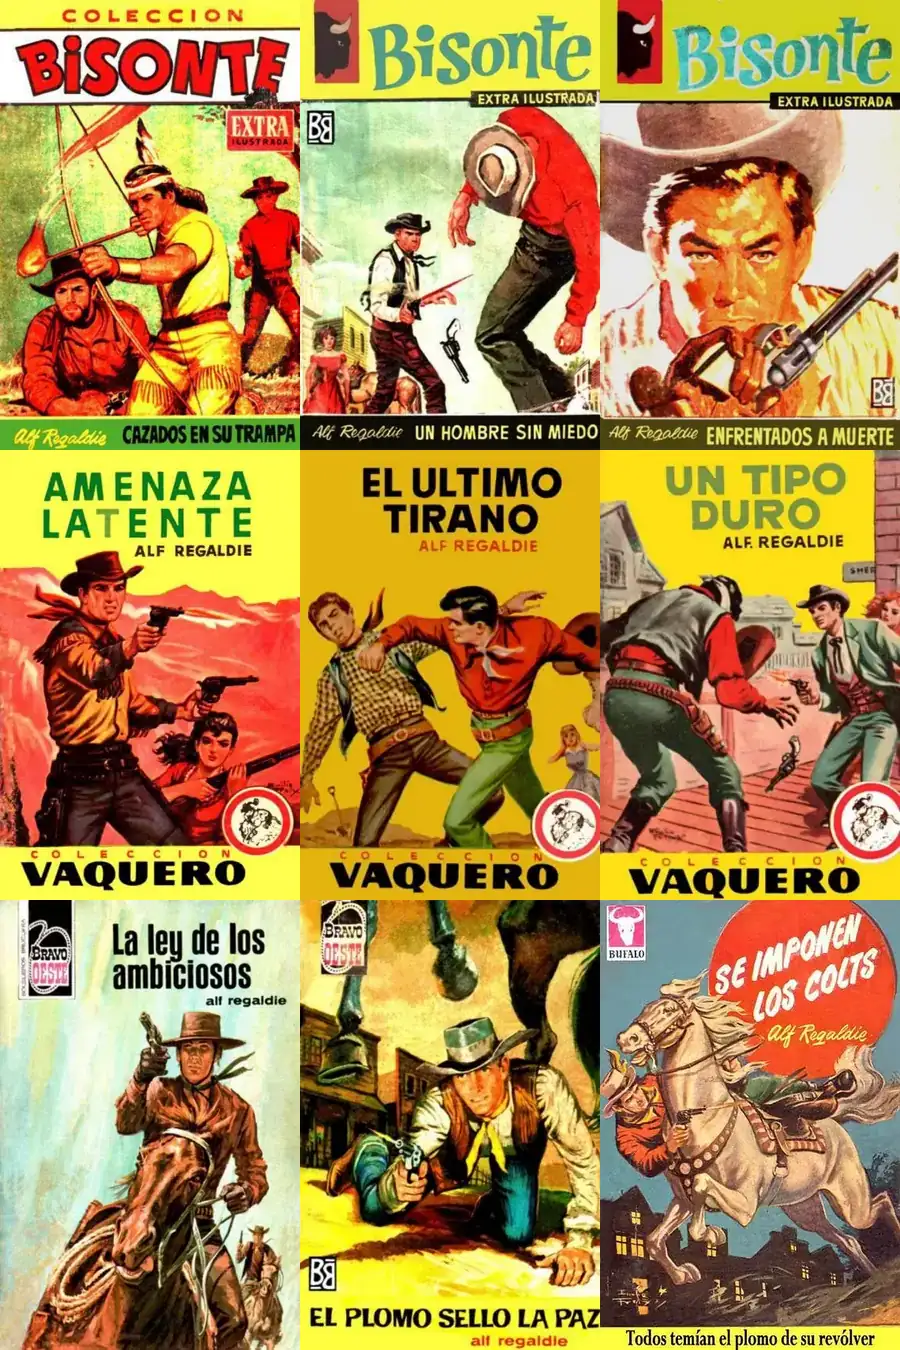 COLECCION
BiSONTE
EXTRA
ILUSTRADA
Alf Regaldie CAZADOS EN SU TRAMPA
Bisonte
EXTRA ILUSTRADA
BB
Alf Regaldie UN HOMBRE SIN MIEDO
Bisonte
EXTRA ILUSTRADA
BB
Alf Regaldie ENFRENTADOS A MUERTE
AMENAZA
LATENTE
ALF REGALDIE
COLECCION
VAQUERO
EL ULTIMO
TIRANO
ALF REGALDIE
COLECCION
VAQUERO
UN TIPO
DURO
ALF. REGALDIE
SHER
COLECCION
VAQUERO
BRAVO
OESTE
La ley de los
ambiciosos
alf regaldie
BRAVO
OESTE
BB
EL PLOMO SELLO LA PAZ
alf regaldie
BUFALO
SE IMPONEN
LOS COLTS
Alf Regaldie
Todos temían el plomo de su revólver